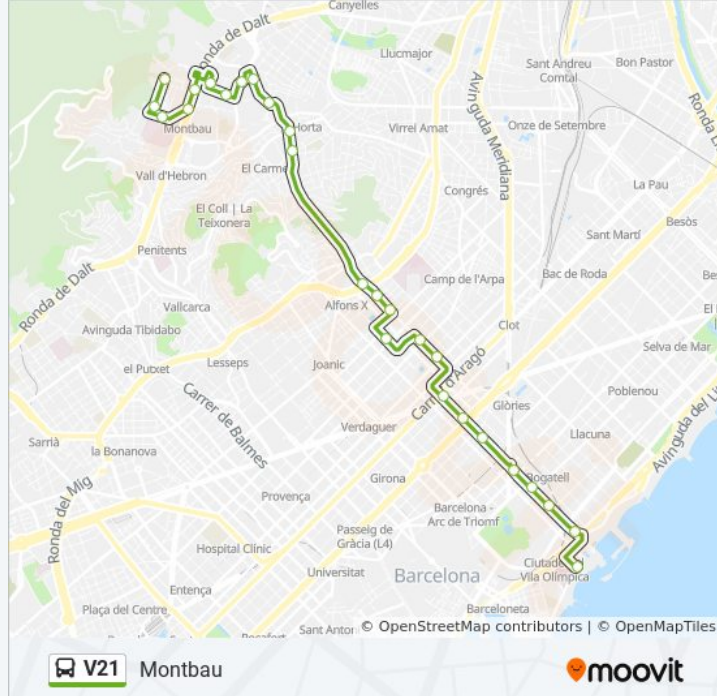 Canyelles
Ronda de Dalt
Llucmajor
Sant Andreu
Comtal
Bon Pastor
Avinguda Meridiana
Horta
Virrei Amat
Onze de Setembre
Montbau
Vall d'Hebron
El Carmel
Congrés
La Pau
El Coll | La
Teixonera
Besòs
Sant Martí
Penitents
Ronda de Dalt
Camp de l'Arpa
Bac de Roda
Vallcarca
Alfons X
Avinguda Tibidabo
Clot
Lesseps
Joanic
Selva de Mar
el Putxet
Carrer de Balmes
Glòries
Poblenou
Verdaguer
Sarrià
la Bonanova
Llacuna
Ronda del Mig
Girona
Bogatell
Provença
Barcelona -
Arc de Triomf
Passeig de
Gràcia (L4)
Hospital Clínic
Universitat
Barcelona
Ciutadella
Vila Olímpica
Entença
Plaça del Centre
Barceloneta
© OpenStreetMap contributors | © OpenMapTiles
V21 Montbau
moovit